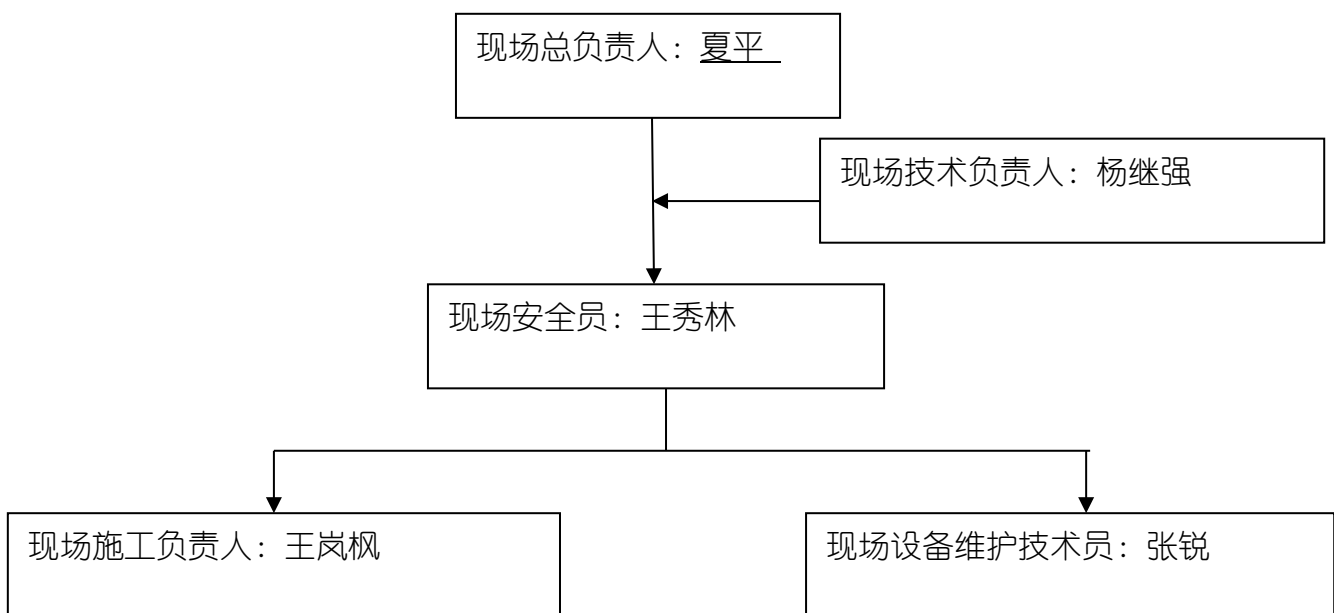 现场总负责人：夏平
现场技术负责人：杨继强
现场安全员：王秀林
现场施工负责人：王岚枫
现场设备维护技术员：张锐